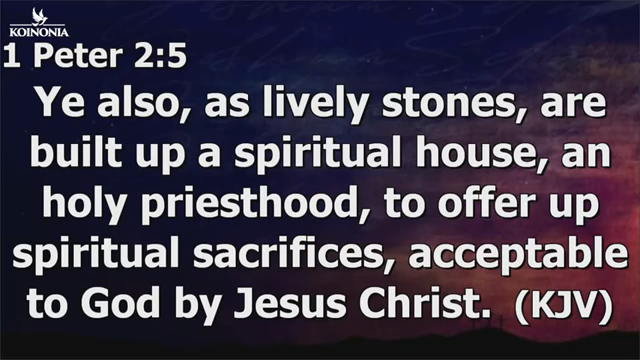 KOINONIA
1 Peter 2:5
Ye also, as lively stones, are
built up a spiritual house, an
holy priesthood, to offer up
spiritual sacrifices, acceptable
to God by Jesus Christ. (KJV)